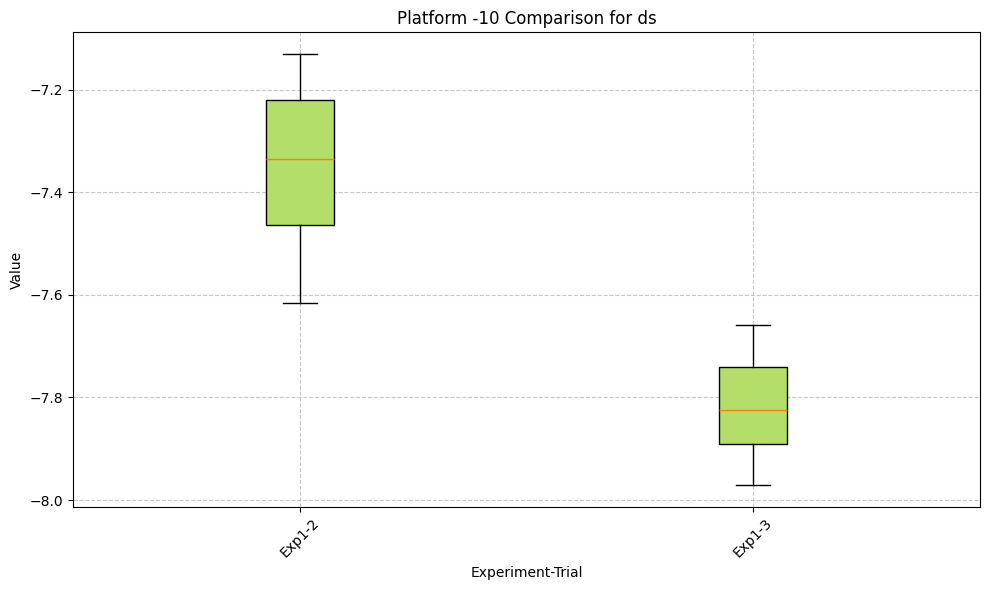 Platform -10 Comparison for ds
Value
−7.2
−7.4
−7.6
−7.8
−8.0
Exp1-2
Exp1-3
Experiment-Trial